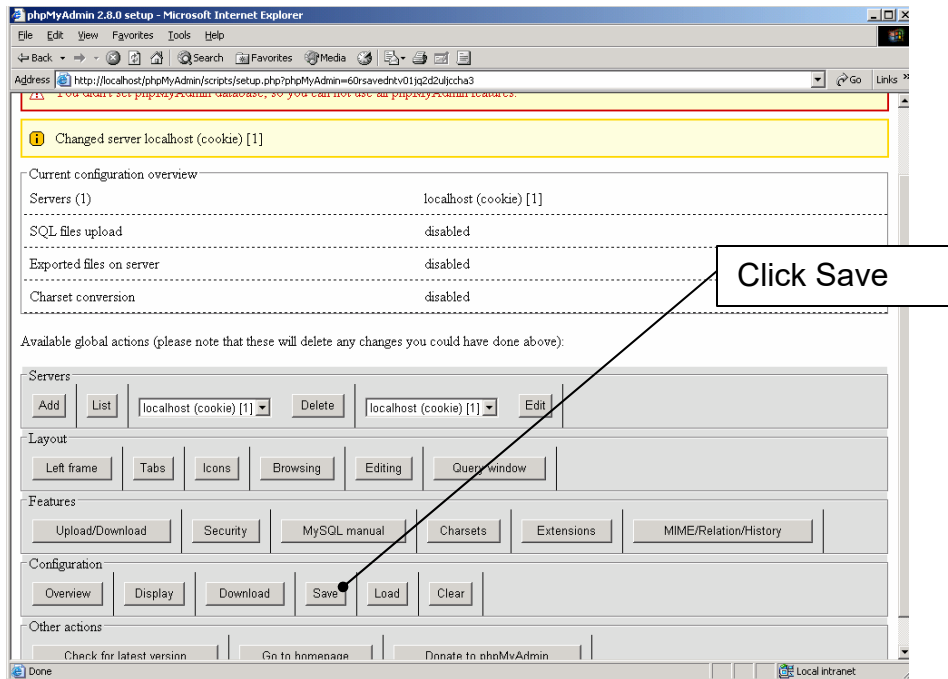 phpMyAdmin 2.8.0 setup - Microsoft Internet Explorer
File Edit View Favorites Tools Help
Back Search Favorites Media
Address http://localhost/phpMyAdmin/scripts/setup.php?phpMyAdmin=60rsavedntv01jq2d2uljccha3 Go Links »
You didn't set phpMyAdmin database, so you can not use all phpMyAdmin features.
Changed server localhost (cookie) [1]
Current configuration overview
Servers (1) localhost (cookie) [1]
SQL files upload disabled
Exported files on server disabled
Charset conversion disabled
Click Save
Available global actions (please note that these will delete any changes you could have done above):
Servers
Add List localhost (cookie) [1] Delete localhost (cookie) [1] Edit
Layout
Left frame Tabs Icons Browsing Editing Query window
Features
Upload/Download Security MySQL manual Charsets Extensions MIME/Relation/History
Configuration
Overview Display Download Save Load Clear
Other actions
Check for latest version Go to homepage Donate to phpMyAdmin
Done Local intranet